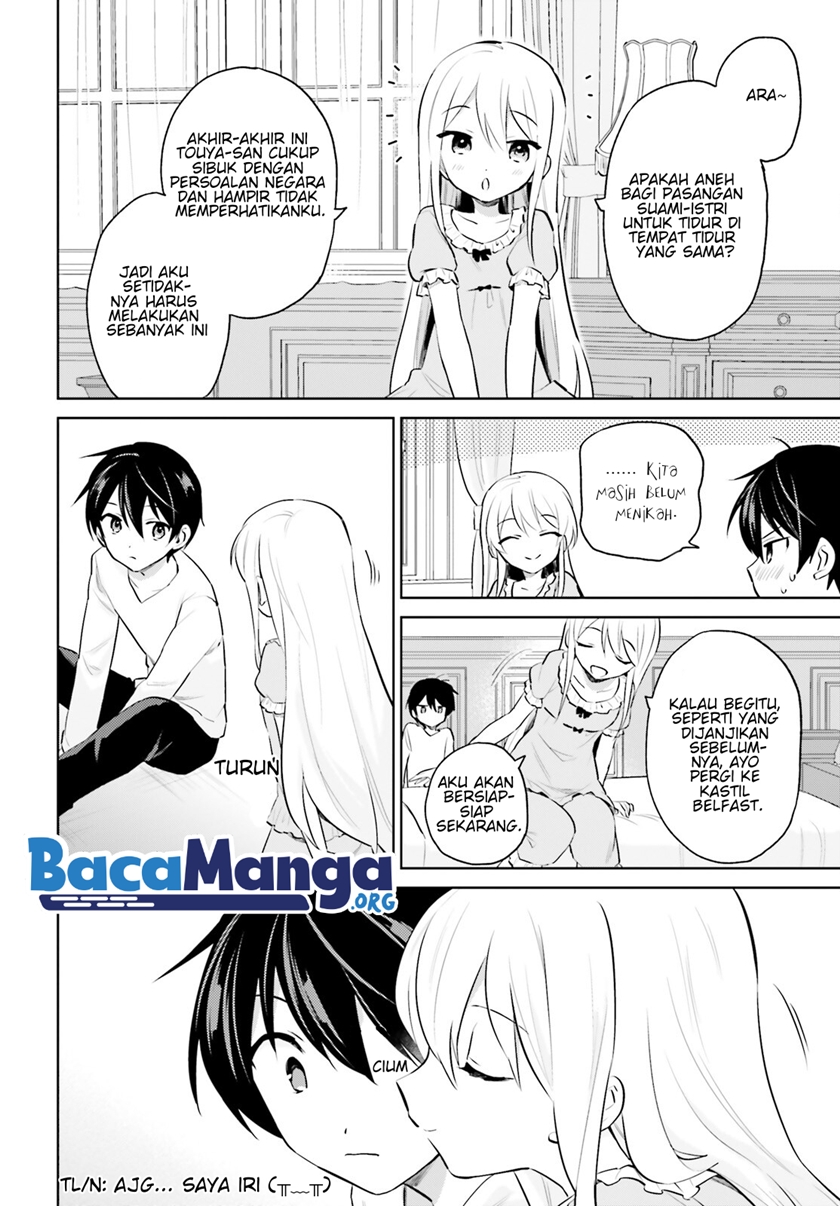 ARA~
APAKAH ANEH
BAGI PASANGAN
SUAMI-ISTRI
UNTUK TIDUR DI
TEMPAT TIDUR
YANG SAMA?
AKHIR-AKHIR INI
TOUYA-SAN CUKUP
SIBUK DENGAN
PERSOALAN NEGARA
DAN HAMPIR TIDAK
MEMPERHATIKANKU.
JADI AKU
SETIDAK-
NYA HARUS
MELAKUKAN
SEBANYAK INI
...... KITA
MASIH BELUM
MENIKAH.
KALAU BEGITU,
SEPERTI YANG
DIJANJIKAN
SEBELUM-
NYA, AYO
PERGI KE
KASTIL
BELFAST.
AKU AKAN
BERSIAP-
SIAP
SEKARANG.
TURUN
BacaManga
.ORG
CIUM
TL/N: AJG... SAYA IRI (╥﹏╥)